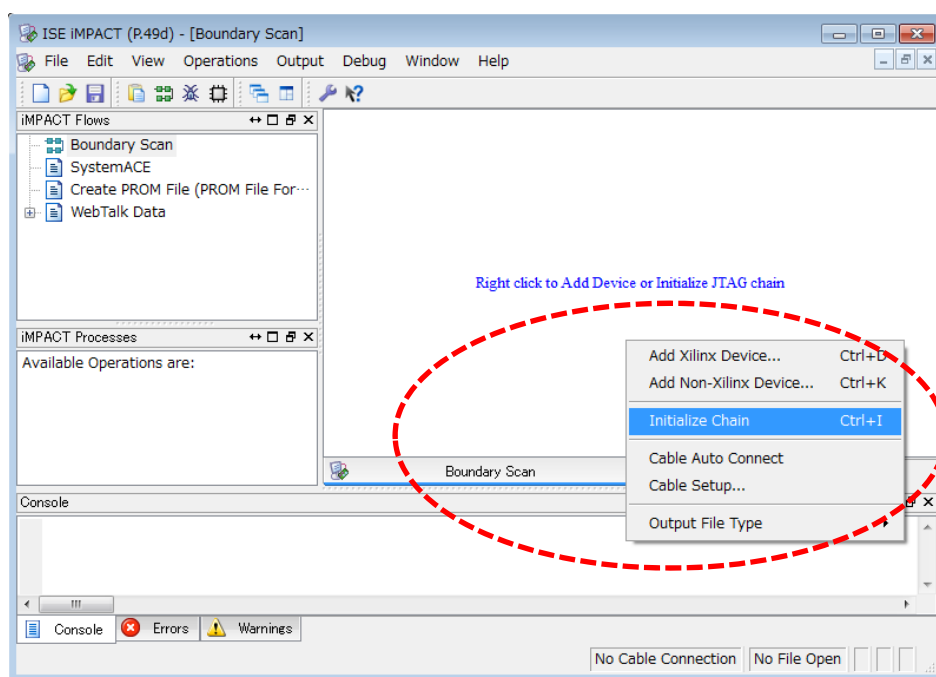 ISE iMPACT (P.49d) - [Boundary Scan]
File Edit View Operations Output Debug Window Help
iMPACT Flows
Boundary Scan
SystemACE
Create PROM File (PROM File For···
WebTalk Data
Right click to Add Device or Initialize JTAG chain
iMPACT Processes
Available Operations are:
Add Xilinx Device... Ctrl+D
Add Non-Xilinx Device... Ctrl+K
Initialize Chain Ctrl+I
Cable Auto Connect
Cable Setup...
Output File Type
Boundary Scan
Console
Console Errors Warnings
No Cable Connection No File Open